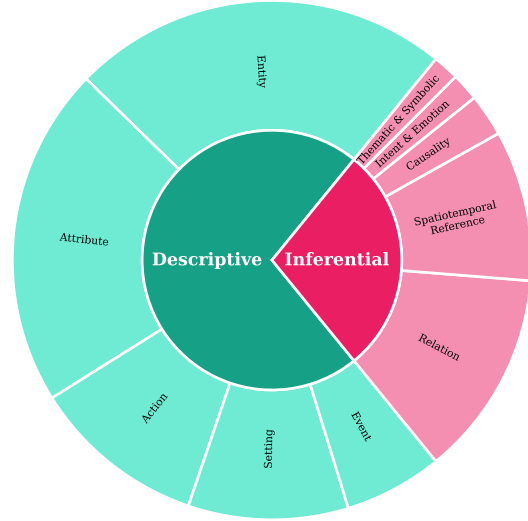 Entity
Thematic & Symbolic
Intent & Emotion
Causality
Spatiotemporal
Reference
Attribute
Descriptive
Inferential
Relation
Action
Event
Setting